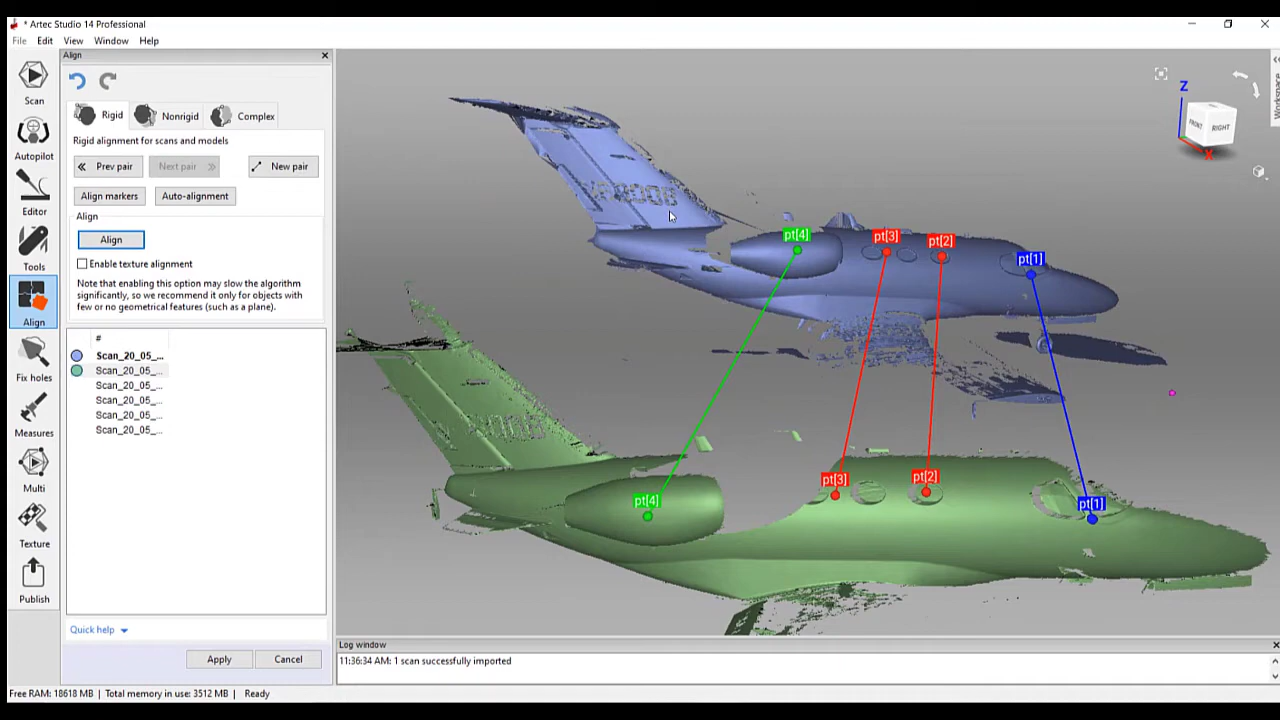 * Artec Studio 14 Professional
File Edit View Window Help
Align
Scan
Autopilot
Editor
Tools
Align
Fix holes
Measures
Multi
Texture
Publish
Rigid Nonrigid Complex
Rigid alignment for scans and models
Prev pair Next pair New pair
Align markers Auto-alignment
Align
Align
Enable texture alignment
Note that enabling this option may slow the algorithm
significantly, so we recommend it only for objects with
few or no geometrical features (such as a plane).
#
Scan_20_05_...
Scan_20_05_...
Scan_20_05_...
Scan_20_05_...
Scan_20_05_...
Scan_20_05_...
Quick help
Apply Cancel
pt[4] pt[3] pt[2] pt[1]
pt[4] pt[3] pt[2] pt[1]
Z
FRONT RIGHT
X
Workspace
Log window
11:36:34 AM: 1 scan successfully imported
Free RAM: 18618 MB | Total memory in use: 3512 MB | Ready